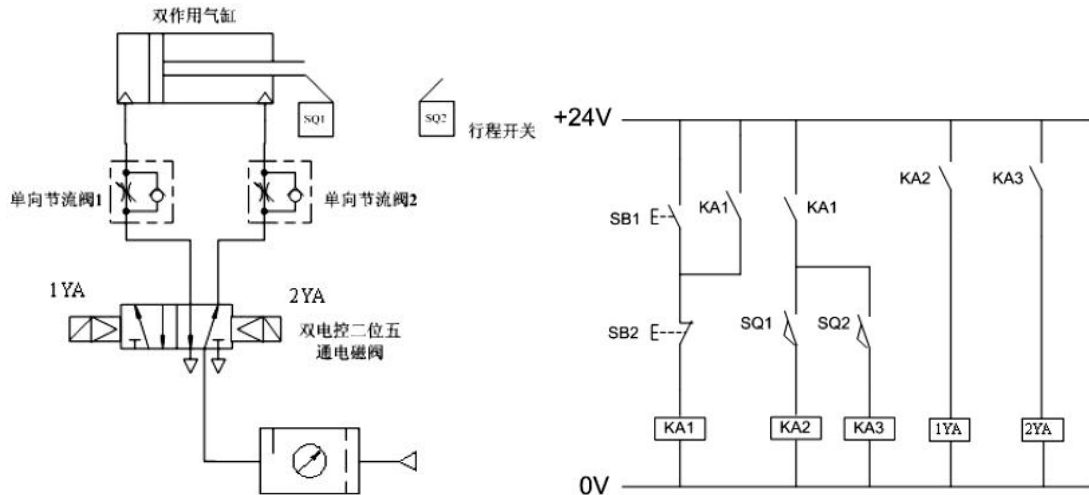 双作用气缸
SQ1
SQ2
行程开关
单向节流阀1
单向节流阀2
1YA
2YA
双电控二位五
通电磁阀
+24V
SB1
KA1
KA1
KA2
KA3
SB2
SQ1
SQ2
KA1
KA2
KA3
1YA
2YA
0V